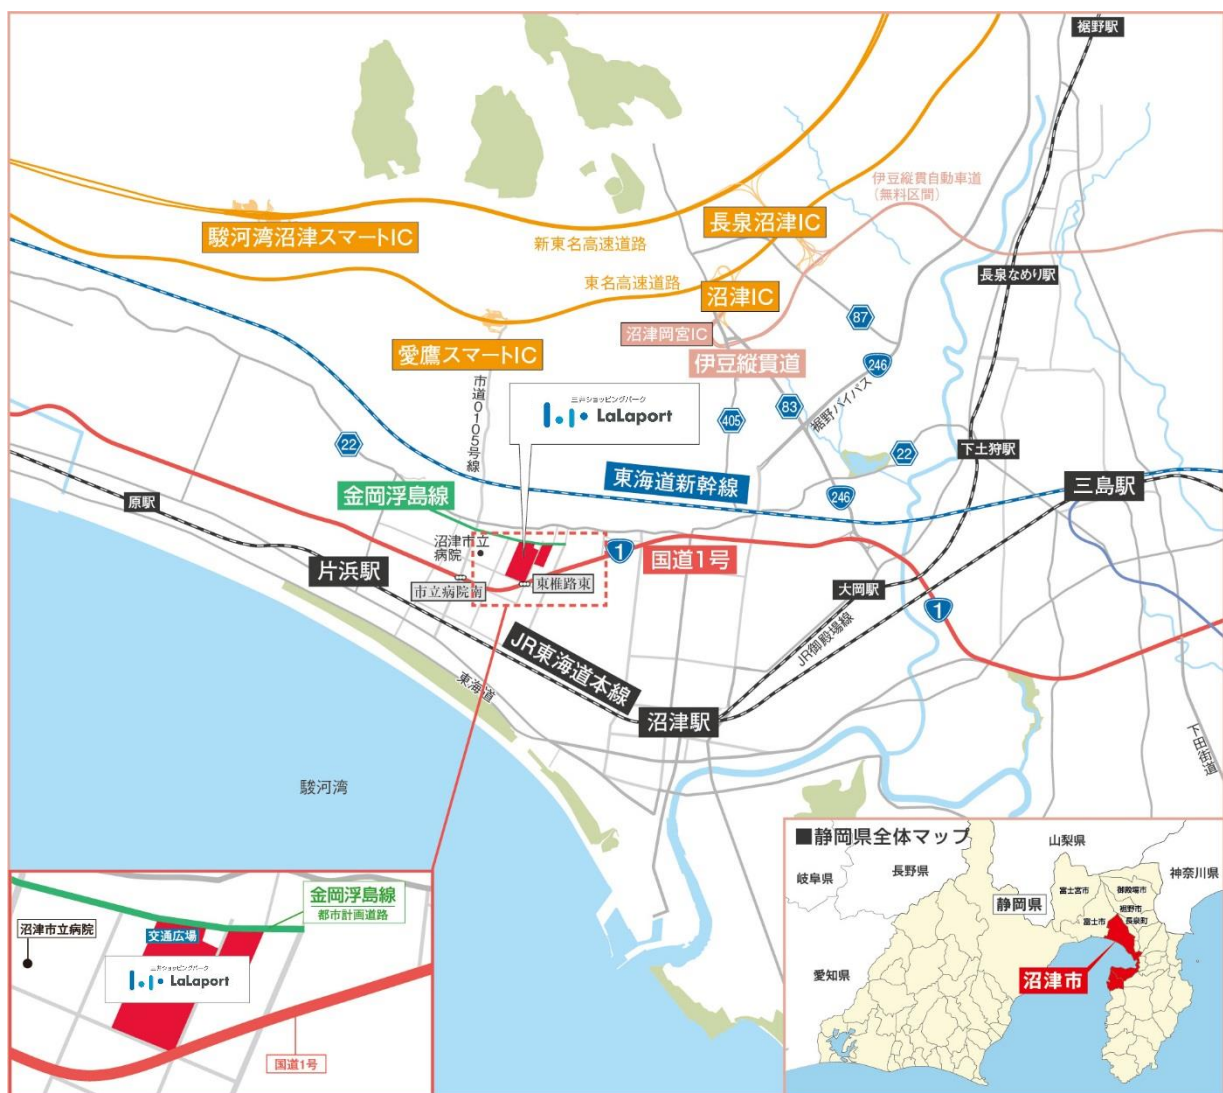 裾野駅
伊豆縦貫自動車道
(無料区間)
駿河湾沼津スマートIC
新東名高速道路
長泉沼津IC
長泉なめり駅
東名高速道路
沼津IC
沼津岡宮IC
伊豆縦貫道
87
246
愛鷹スマートIC
市道0105号線
三井ショッピングパーク
LaLaport
405
83
裾野バイパス
22
22
下土狩駅
東海道新幹線
246
三島駅
金岡浮島線
原駅
沼津市立
病院
片浜駅
1
国道1号
市立病院南
東椎路東
大岡駅
1
JR御殿場線
JR東海道本線
東海道
沼津駅
下田街道
駿河湾
金岡浮島線
都市計画道路
沼津市立病院
交通広場
三井ショッピングパーク
LaLaport
国道1号
■静岡県全体マップ
山梨県
長野県
岐阜県
神奈川県
富士宮市
御殿場市
静岡県
裾野市
富士市
長泉町
愛知県
沼津市